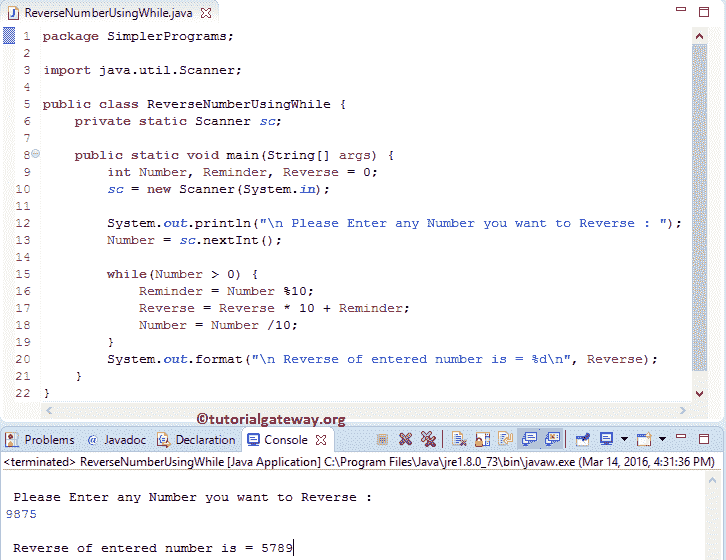 ReverseNumberUsingWhile.java
1 package SimplerPrograms;
2
3 import java.util.Scanner;
4
5 public class ReverseNumberUsingWhile {
6     private static Scanner sc;
7
8     public static void main(String[] args) {
9         int Number, Reminder, Reverse = 0;
10         sc = new Scanner(System.in);
11
12         System.out.println("\n Please Enter any Number you want to Reverse : ");
13         Number = sc.nextInt();
14
15         while(Number > 0) {
16             Reminder = Number %10;
17             Reverse = Reverse * 10 + Reminder;
18             Number = Number /10;
19         }
20         System.out.format("\n Reverse of entered number is = %d\n", Reverse);
21     }
22 }
©tutorialgateway.org
Problems @ Javadoc Declaration Console
<terminated> ReverseNumberUsingWhile [Java Application] C:\Program Files\Java\jre1.8.0_73\bin\javaw.exe (Mar 14, 2016, 4:31:36 PM)
Please Enter any Number you want to Reverse :
9875
Reverse of entered number is = 5789